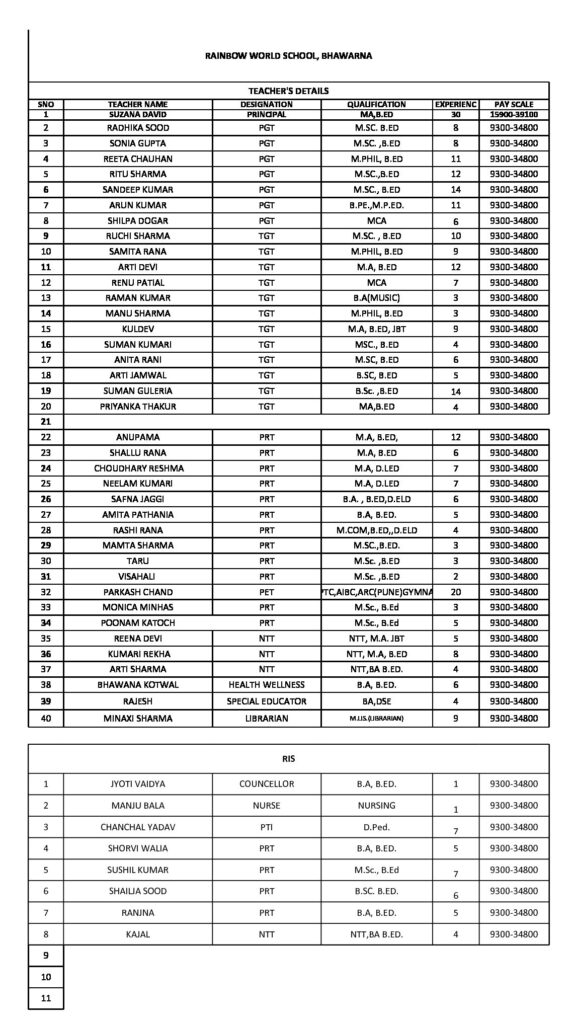 RAINBOW WORLD SCHOOL, BHAWARNA
TEACHER'S DETAILS
SNO TEACHER NAME DESIGNATION QUALIFICATION EXPERIENC PAY SCALE
1 SUZANA DAVID PRINCIPAL MA,B.ED 30 15900-39100
2 RADHIKA SOOD PGT M.SC. B.ED 8 9300-34800
3 SONIA GUPTA PGT M.SC. ,B.ED 8 9300-34800
4 REETA CHAUHAN PGT M.PHIL, B.ED 11 9300-34800
5 RITU SHARMA PGT M.SC.,B.ED 12 9300-34800
6 SANDEEP KUMAR PGT M.SC., B.ED 14 9300-34800
7 ARUN KUMAR PGT B.PE.,M.P.ED. 11 9300-34800
8 SHILPA DOGAR PGT MCA 6 9300-34800
9 RUCHI SHARMA TGT M.SC. , B.ED 10 9300-34800
10 SAMITA RANA TGT M.PHIL, B.ED 9 9300-34800
11 ARTI DEVI TGT M.A, B.ED 12 9300-34800
12 RENU PATIAL TGT MCA 7 9300-34800
13 RAMAN KUMAR TGT B.A(MUSIC) 3 9300-34800
14 MANU SHARMA TGT M.PHIL, B.ED 3 9300-34800
15 KULDEV TGT M.A, B.ED, JBT 9 9300-34800
16 SUMAN KUMARI TGT MSC., B.ED 4 9300-34800
17 ANITA RANI TGT M.SC, B.ED 6 9300-34800
18 ARTI JAMWAL TGT B.SC, B.ED 5 9300-34800
19 SUMAN GULERIA TGT B.Sc. ,B.ED 14 9300-34800
20 PRIYANKA THAKUR TGT MA,B.ED 4 9300-34800
21
22 ANUPAMA PRT M.A, B.ED, 12 9300-34800
23 SHALLU RANA PRT M.A, B.ED 6 9300-34800
24 CHOUDHARY RESHMA PRT M.A, D.LED 7 9300-34800
25 NEELAM KUMARI PRT M.A, D.LED 7 9300-34800
26 SAFNA JAGGI PRT B.A. , B.ED,D.ELD 6 9300-34800
27 AMITA PATHANIA PRT B.A, B.ED. 5 9300-34800
28 RASHI RANA PRT M.COM,B.ED,,D.ELD 4 9300-34800
29 MAMTA SHARMA PRT M.SC.,B.ED. 3 9300-34800
30 TARU PRT M.Sc. ,B.ED 3 9300-34800
31 VISAHALI PRT M.Sc. ,B.ED 2 9300-34800
32 PARKASH CHAND PET PTC,AIBC,ARC(PUNE)GYMNA 20 9300-34800
33 MONICA MINHAS PRT M.Sc., B.Ed 3 9300-34800
34 POONAM KATOCH PRT M.Sc., B.Ed 5 9300-34800
35 REENA DEVI NTT NTT, M.A. JBT 5 9300-34800
36 KUMARI REKHA NTT NTT, M.A, B.ED 8 9300-34800
37 ARTI SHARMA NTT NTT,BA B.ED. 4 9300-34800
38 BHAWANA KOTWAL HEALTH WELLNESS B.A, B.ED. 6 9300-34800
39 RAJESH SPECIAL EDUCATOR BA,DSE 4 9300-34800
40 MINAXI SHARMA LIBRARIAN M.LIS.(LIBRARIAN) 9 9300-34800
RIS
1 JYOTI VAIDYA COUNCELLOR B.A, B.ED. 1 9300-34800
2 MANJU BALA NURSE NURSING 1 9300-34800
3 CHANCHAL YADAV PTI D.Ped. 7 9300-34800
4 SHORVI WALIA PRT B.A, B.ED. 5 9300-34800
5 SUSHIL KUMAR PRT M.Sc., B.Ed 7 9300-34800
6 SHAILJA SOOD PRT B.SC. B.ED. 6 9300-34800
7 RANJNA PRT B.A, B.ED. 5 9300-34800
8 KAJAL NTT NTT,BA B.ED. 4 9300-34800
9
10
11